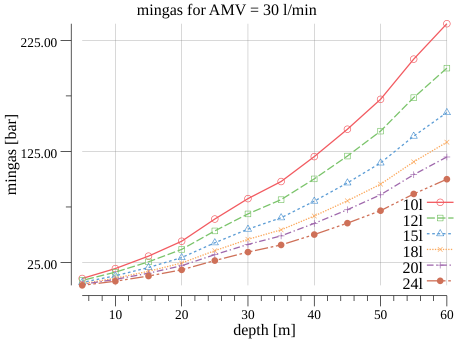 mingas for AMV = 30 l/min
225.00
125.00
25.00
mingas [bar]
10l
12l
15l
18l
20l
24l
10 20 30 40 50 60
depth [m]